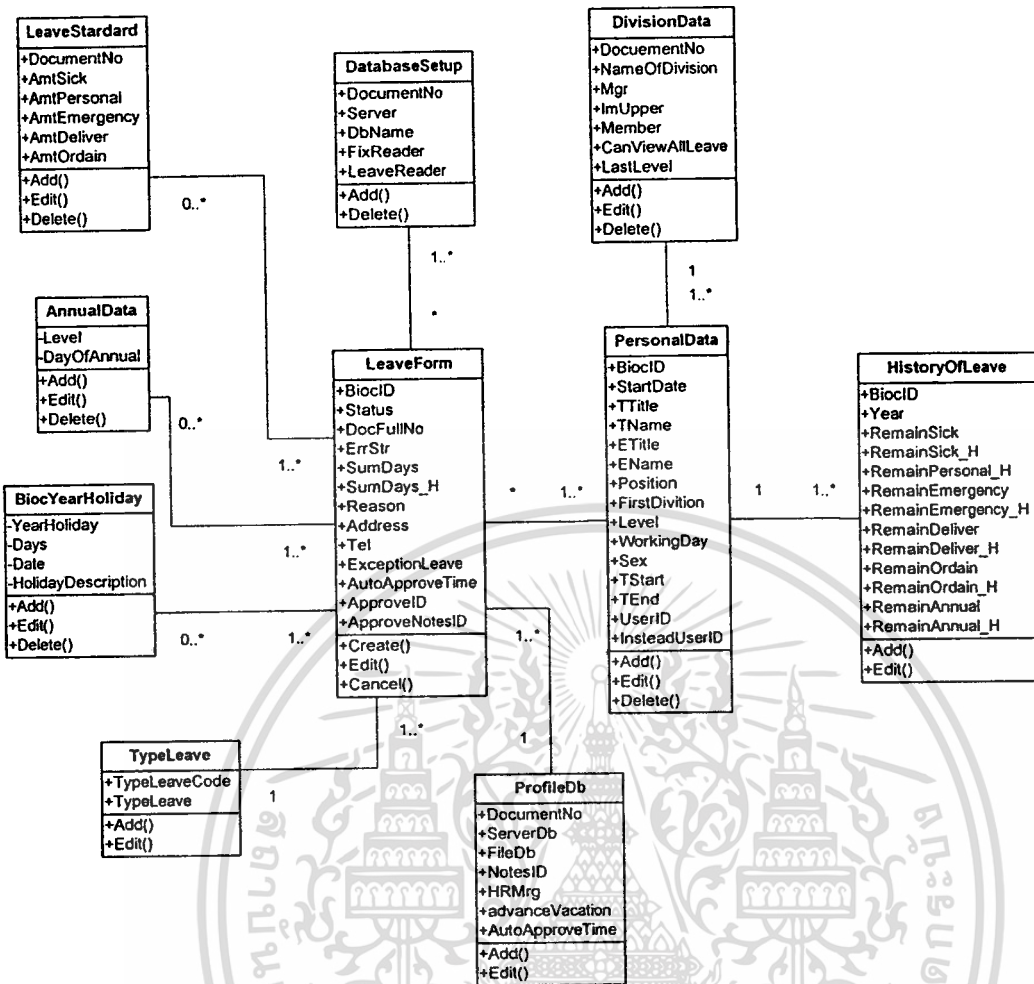 LeaveStardard
+DocumentNo
+AmtSick
+AmtPersonal
+AmtEmergency
+AmtDeliver
+AmtOrdain
+Add()
+Edit()
+Delete()
0..*
1..*
DatabaseSetup
+DocumentNo
+Server
+DbName
+FixReader
+LeaveReader
+Add()
+Delete()
1..*
*
DivisionData
+DocuementNo
+NameOfDivision
+Mgr
+ImUpper
+Member
+CanViewAllLeave
+LastLevel
+Add()
+Edit()
+Delete()
1
1..*
AnnualData
-Level
-DayOfAnnual
+Add()
+Edit()
+Delete()
0..*
1..*
LeaveForm
+BiocID
+Status
+DocFullNo
+ErrStr
+SumDays
+SumDays_H
+Reason
+Address
+Tel
+ExceptionLeave
+AutoApproveTime
+ApproveID
+ApproveNotesID
+Create()
+Edit()
+Cancel()
*
1..*
PersonalData
+BiocID
+StartDate
+TTitle
+TName
+ETitle
+EName
+Position
+FirstDivition
+Level
+WorkingDay
+Sex
+TStart
+TEnd
+UserID
+InsteadUserID
+Add()
+Edit()
+Delete()
1
1..*
HistoryOfLeave
+BiocID
+Year
+RemainSick
+RemainSick_H
+RemainPersonal_H
+RemainEmergency
+RemainEmergency_H
+RemainDeliver
+RemainDeliver_H
+RemainOrdain
+RemainOrdain_H
+RemainAnnual
+RemainAnnual_H
+Add()
+Edit()
BiocYearHoliday
-YearHoliday
-Days
-Date
-HolidayDescription
+Add()
+Edit()
+Delete()
0..*
1..*
TypeLeave
+TypeLeaveCode
+TypeLeave
+Add()
+Edit()
1
1..*
1..*
1
ProfileDb
+DocumentNo
+ServerDb
+FileDb
+NotesID
+HRMrg
+advanceVacation
+AutoApproveTime
+Add()
+Edit()